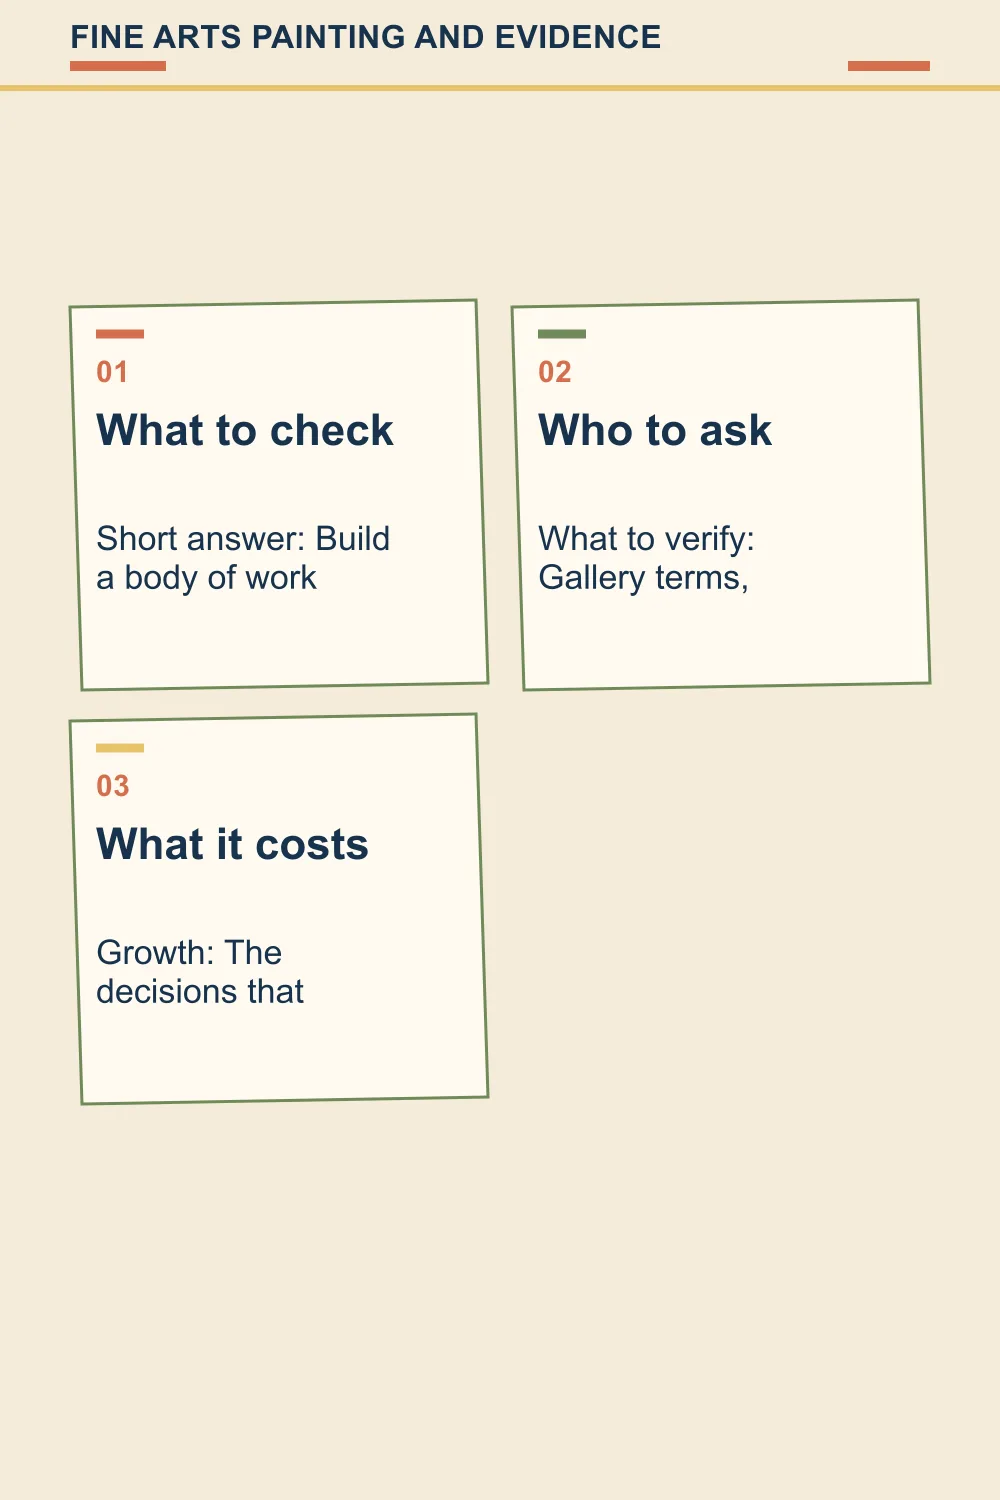 FINE ARTS PAINTING AND EVIDENCE
01
What to check
Short answer: Build
a body of work
02
Who to ask
What to verify:
Gallery terms,
03
What it costs
Growth: The
decisions that